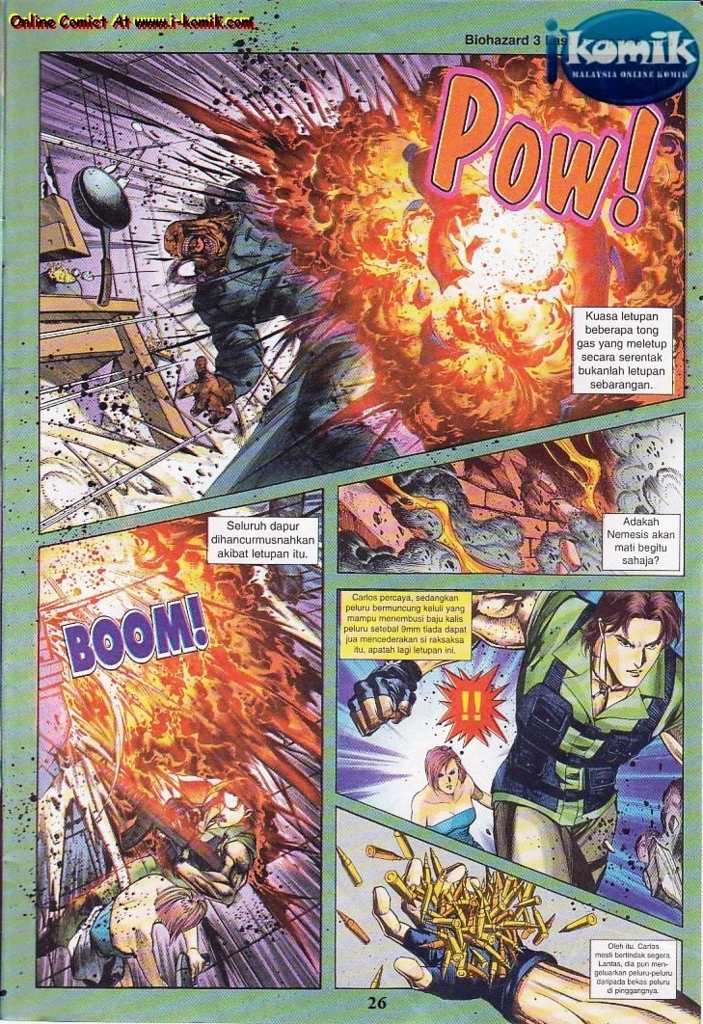 Online Comict At www.i-komik.com
Biohazard 3 Las
ikomik
MALAYSIA ONLINE KOMIK
POW!
Kuasa letupan
beberapa tong
gas yang meletup
secara serentak
bukanlah letupan
sebarangan.
Seluruh dapur
dihancurmusnahkan
akibat letupan itu.
Adakah
Nemesis akan
mati begitu
sahaja?
BOOM!
Carlos percaya, sedangkan
peluru bermuncung keluli yang
mampu menembusi baju kalis
peluru setebal 9mm tiada dapat
jua mencederakan si raksaksa
itu, apatah lagi letupan ini.
!!
Oleh itu, Carlos
mesti bertindak segera.
Lantas, dia pun men-
geluarkan peluru-peluru
daripada bekas peluru
di pinggangnya.
26